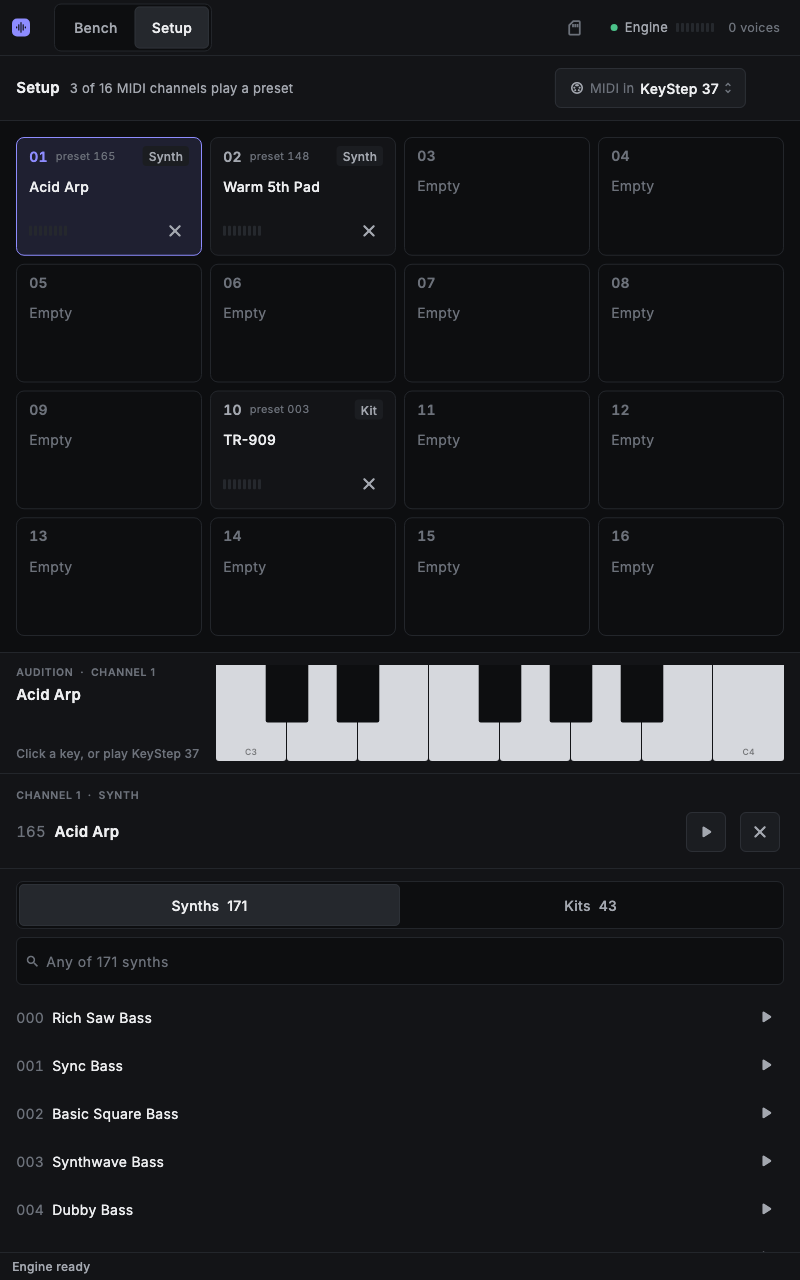 Bench Setup Engine 0 voices
Setup 3 of 16 MIDI channels play a preset MIDI In KeyStep 37
01 preset 165 Synth
Acid Arp
02 preset 148 Synth
Warm 5th Pad
03
Empty
04
Empty
05
Empty
06
Empty
07
Empty
08
Empty
09
Empty
10 preset 003 Kit
TR-909
11
Empty
12
Empty
13
Empty
14
Empty
15
Empty
16
Empty
AUDITION · CHANNEL 1
Acid Arp
Click a key, or play KeyStep 37
C3 C4
CHANNEL 1 · SYNTH
165 Acid Arp
Synths 171 Kits 43
Any of 171 synths
000 Rich Saw Bass
001 Sync Bass
002 Basic Square Bass
003 Synthwave Bass
004 Dubby Bass
Engine ready